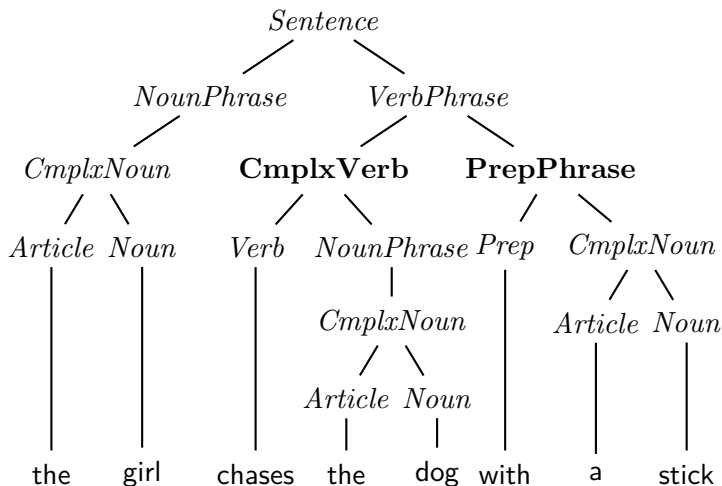 Sentence
NounPhrase VerbPhrase
CmplxNoun CmplxVerb PrepPhrase
Article Noun Verb NounPhrase Prep CmplxNoun
CmplxNoun Article Noun
Article Noun
the girl chases the dog with a stick